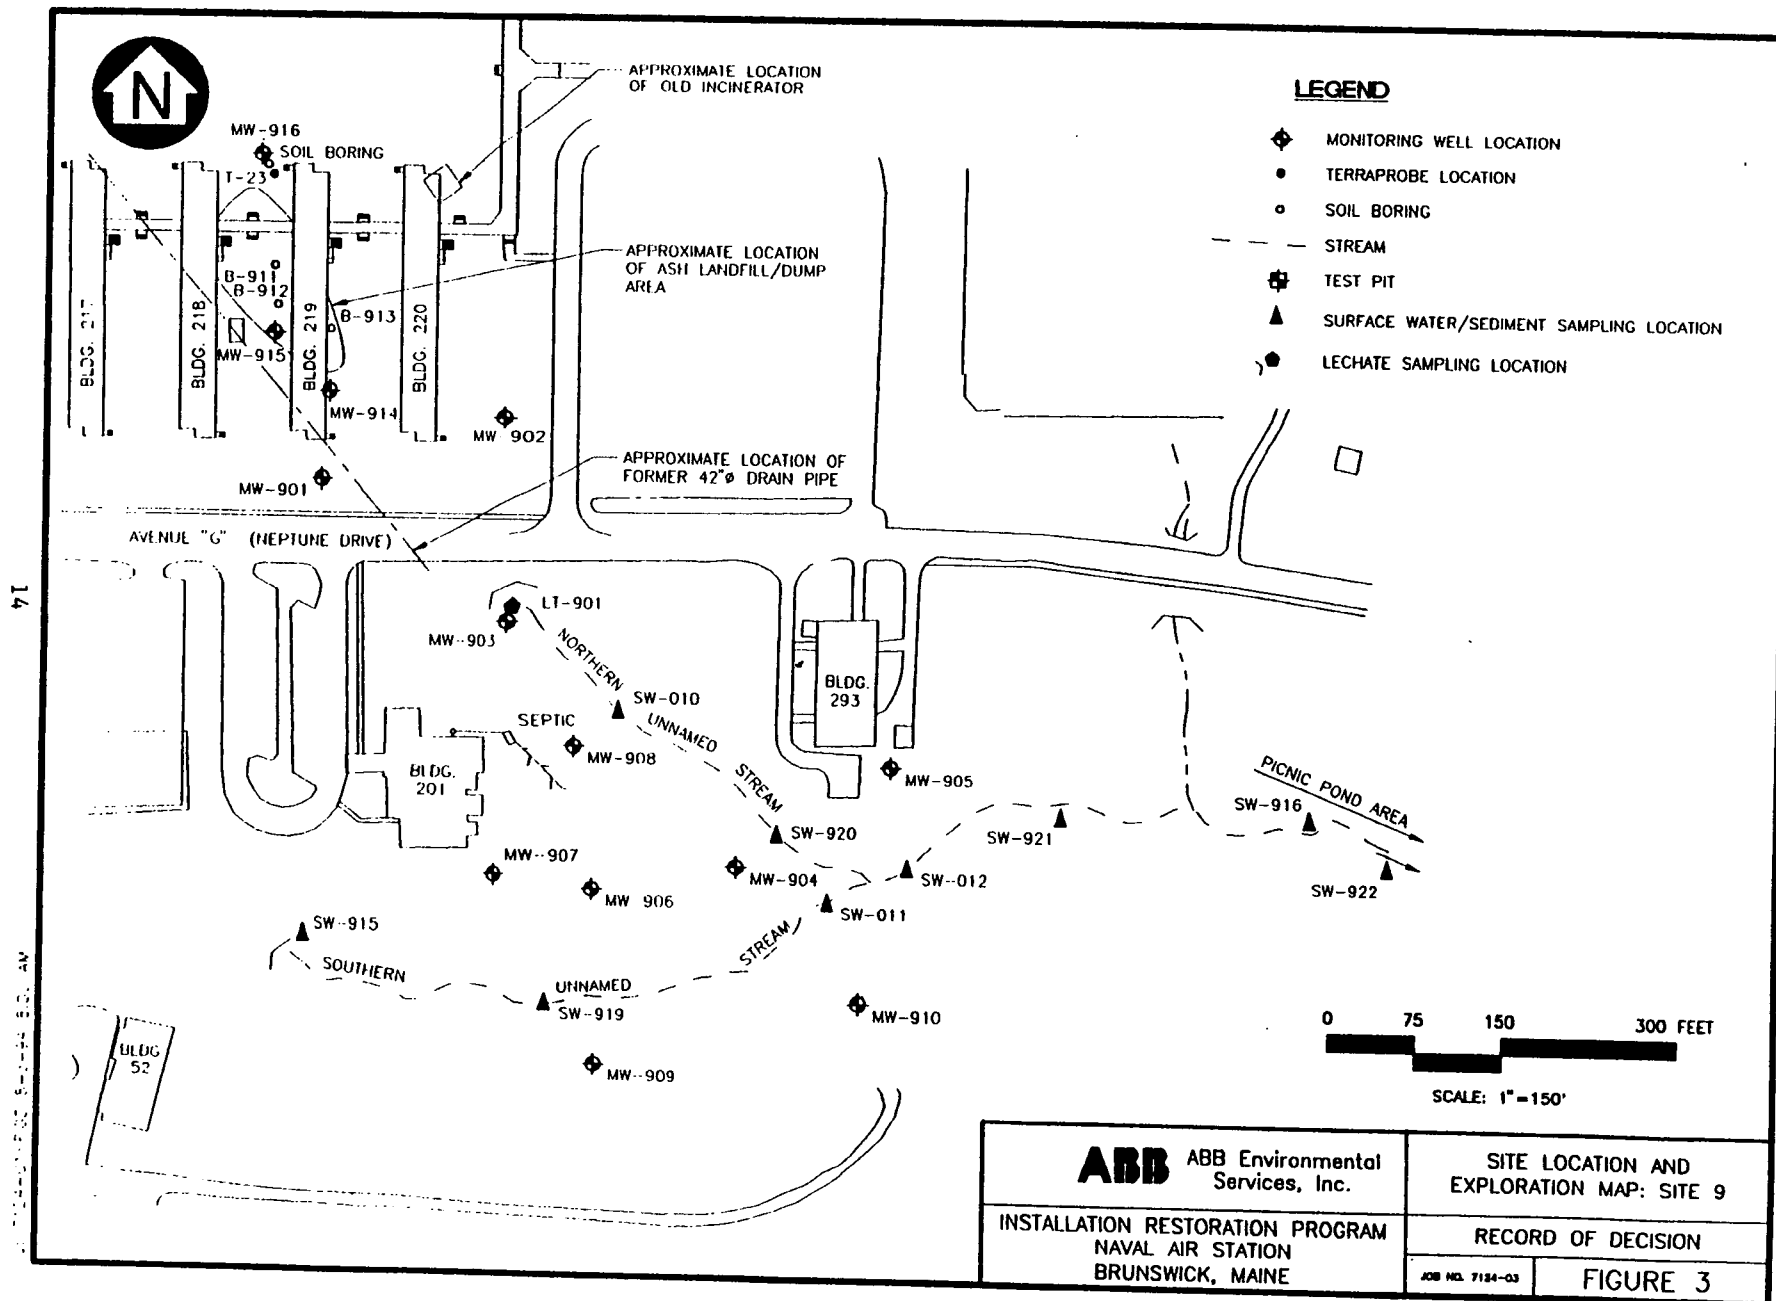 N
APPROXIMATE LOCATION
OF OLD INCINERATOR
MW-916
SOIL BORING
T-23
APPROXIMATE LOCATION
OF ASH LANDFILL/DUMP
AREA
B-911
B-912
B-913
BLDG. 217
BLDG. 218
BLDG. 219
BLDG. 220
MW-915
MW-914
MW 902
APPROXIMATE LOCATION OF
FORMER 42"ø DRAIN PIPE
MW-901
AVENUE "G" (NEPTUNE DRIVE)
LEGEND
MONITORING WELL LOCATION
TERRAPROBE LOCATION
SOIL BORING
STREAM
TEST PIT
SURFACE WATER/SEDIMENT SAMPLING LOCATION
LECHATE SAMPLING LOCATION
14
LT-901
MW-903
NORTHERN
UNNAMED
STREAM
SW-010
SEPTIC
MW-908
BLDG.
201
BLDG.
293
MW-905
PICNIC POND AREA
SW-916
SW-921
SW-920
SW-012
SW-922
MW-907
MW-904
MW 906
SW-011
SW-915
SOUTHERN
UNNAMED
STREAM
SW-919
MW-910
MW-909
BLDG
52
0 75 150 300 FEET
SCALE: 1"=150'
ABB ABB Environmental
Services, Inc.
SITE LOCATION AND
EXPLORATION MAP: SITE 9
INSTALLATION RESTORATION PROGRAM
NAVAL AIR STATION
BRUNSWICK, MAINE
RECORD OF DECISION
JOB NO. 7134-03
FIGURE 3